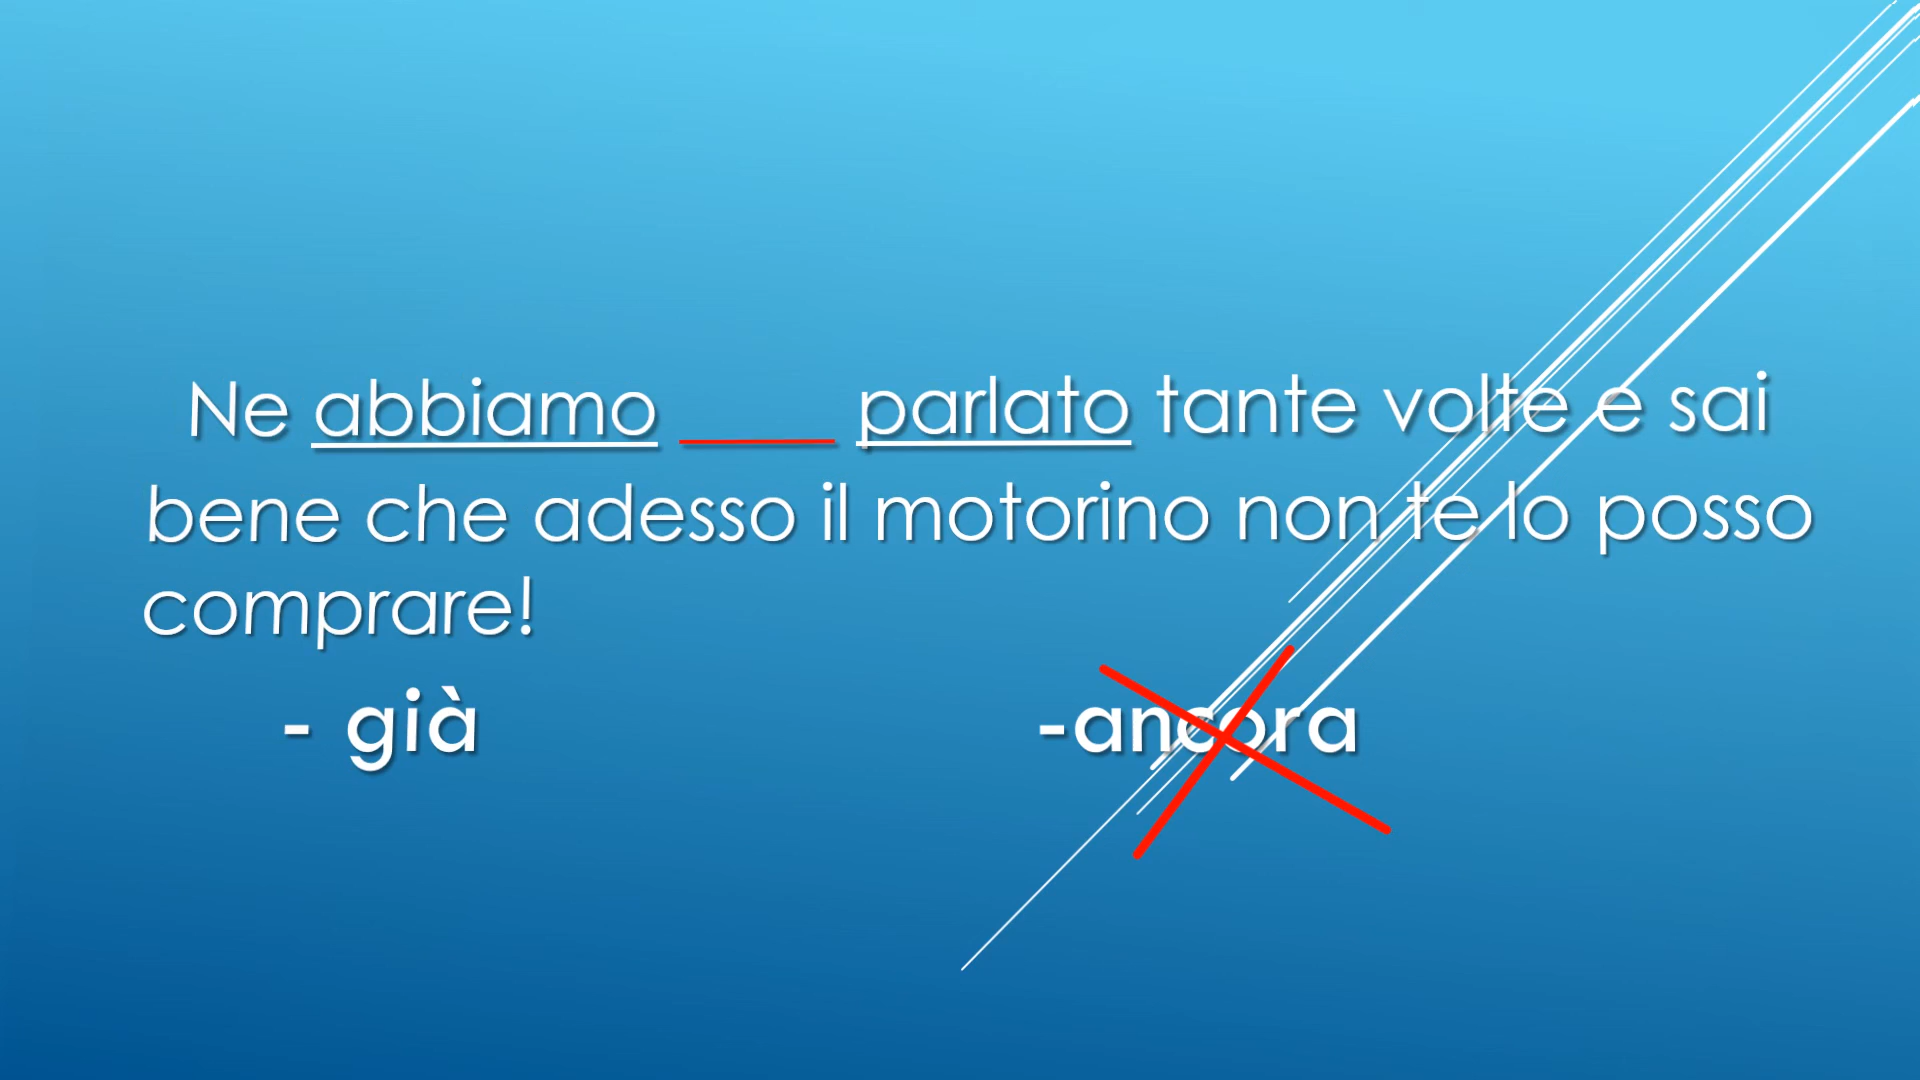 Ne abbiamo ____ parlato tante volte e sai
bene che adesso il motorino non te lo posso
comprare!
- già -ancora